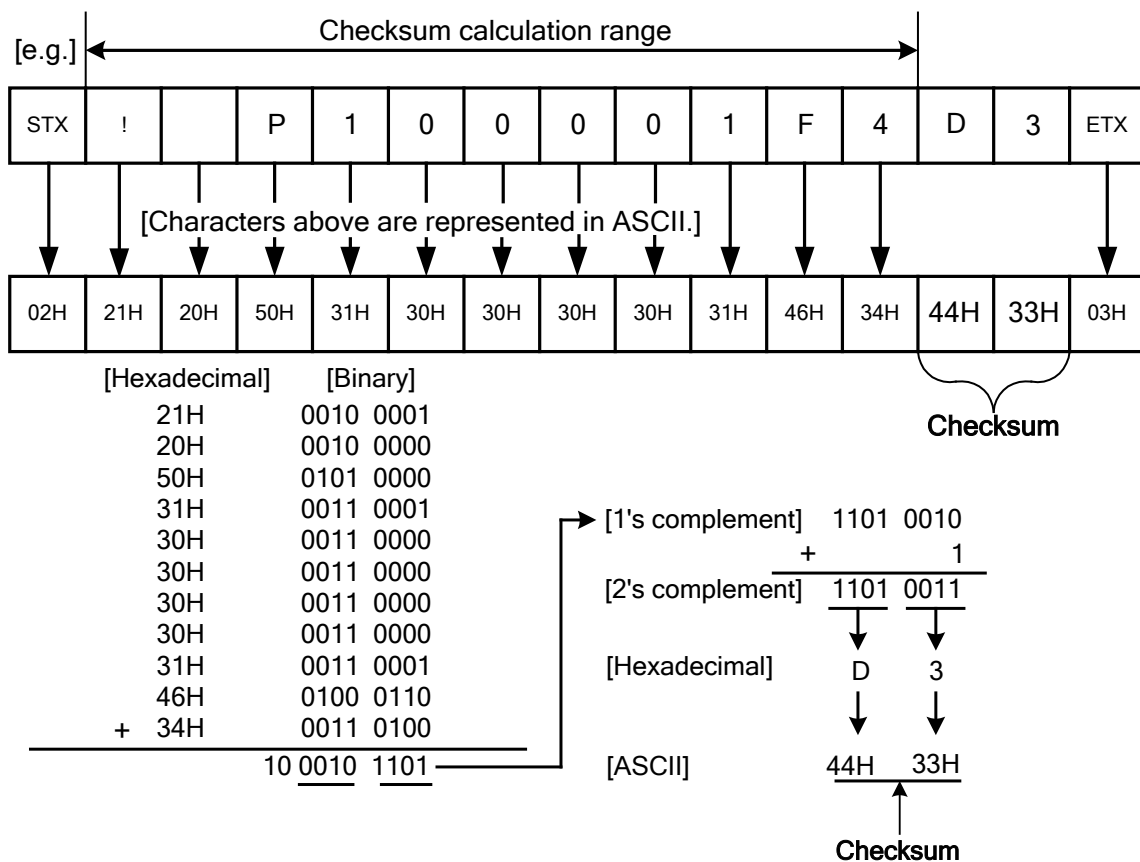 Checksum calculation range
[e.g.]
STX ! P 1 0 0 0 0 1 F 4 D 3 ETX
[Characters above are represented in ASCII.]
02H 21H 20H 50H 31H 30H 30H 30H 30H 31H 46H 34H 44H 33H 03H
[Hexadecimal] [Binary]
Checksum
21H 0010 0001
20H 0010 0000
50H 0101 0000
31H 0011 0001
30H 0011 0000
30H 0011 0000
30H 0011 0000
30H 0011 0000
31H 0011 0001
46H 0100 0110
+ 34H 0011 0100
10 0010 1101
[1's complement] 1101 0010
+ 1
[2's complement] 1101 0011
[Hexadecimal] D 3
[ASCII] 44H 33H
Checksum